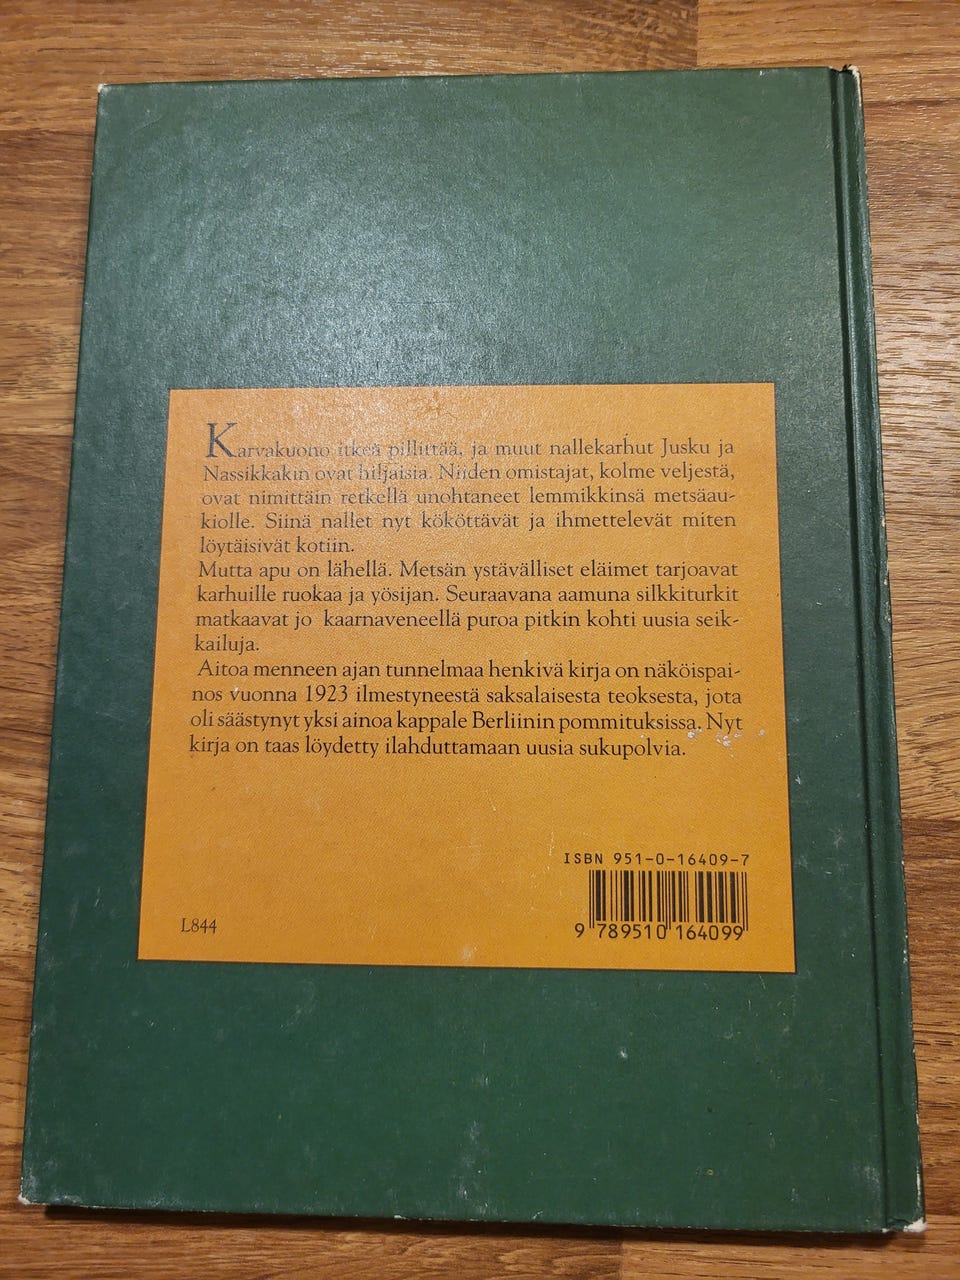 Karvakuono itkeä pillittää, ja muut nallekarhut Jusku ja
Nassikkakin ovat hiljaisia. Niiden omistajat, kolme veljestä,
ovat nimittäin retkellä unohtaneet lemmikkinsä metsäau-
kiolle. Siinä nallet nyt kököttävät ja ihmettelevät miten
löytäisivät kotiin.
Mutta apu on lähellä. Metsän ystävälliset eläimet tarjoavat
karhuille ruokaa ja yösijan. Seuraavana aamuna silkkiturkit
matkaavat jo kaarnaveneellä puroa pitkin kohti uusia seik-
kailuja.
Aitoa menneen ajan tunnelmaa henkivä kirja on näköispai-
nos vuonna 1923 ilmestyneestä saksalaisesta teoksesta, jota
oli säästynyt yksi ainoa kappale Berliinin pommituksissa. Nyt
kirja on taas löydetty ilahduttamaan uusia sukupolvia.
ISBN 951-0-16409-7
L844
9 789510 164099